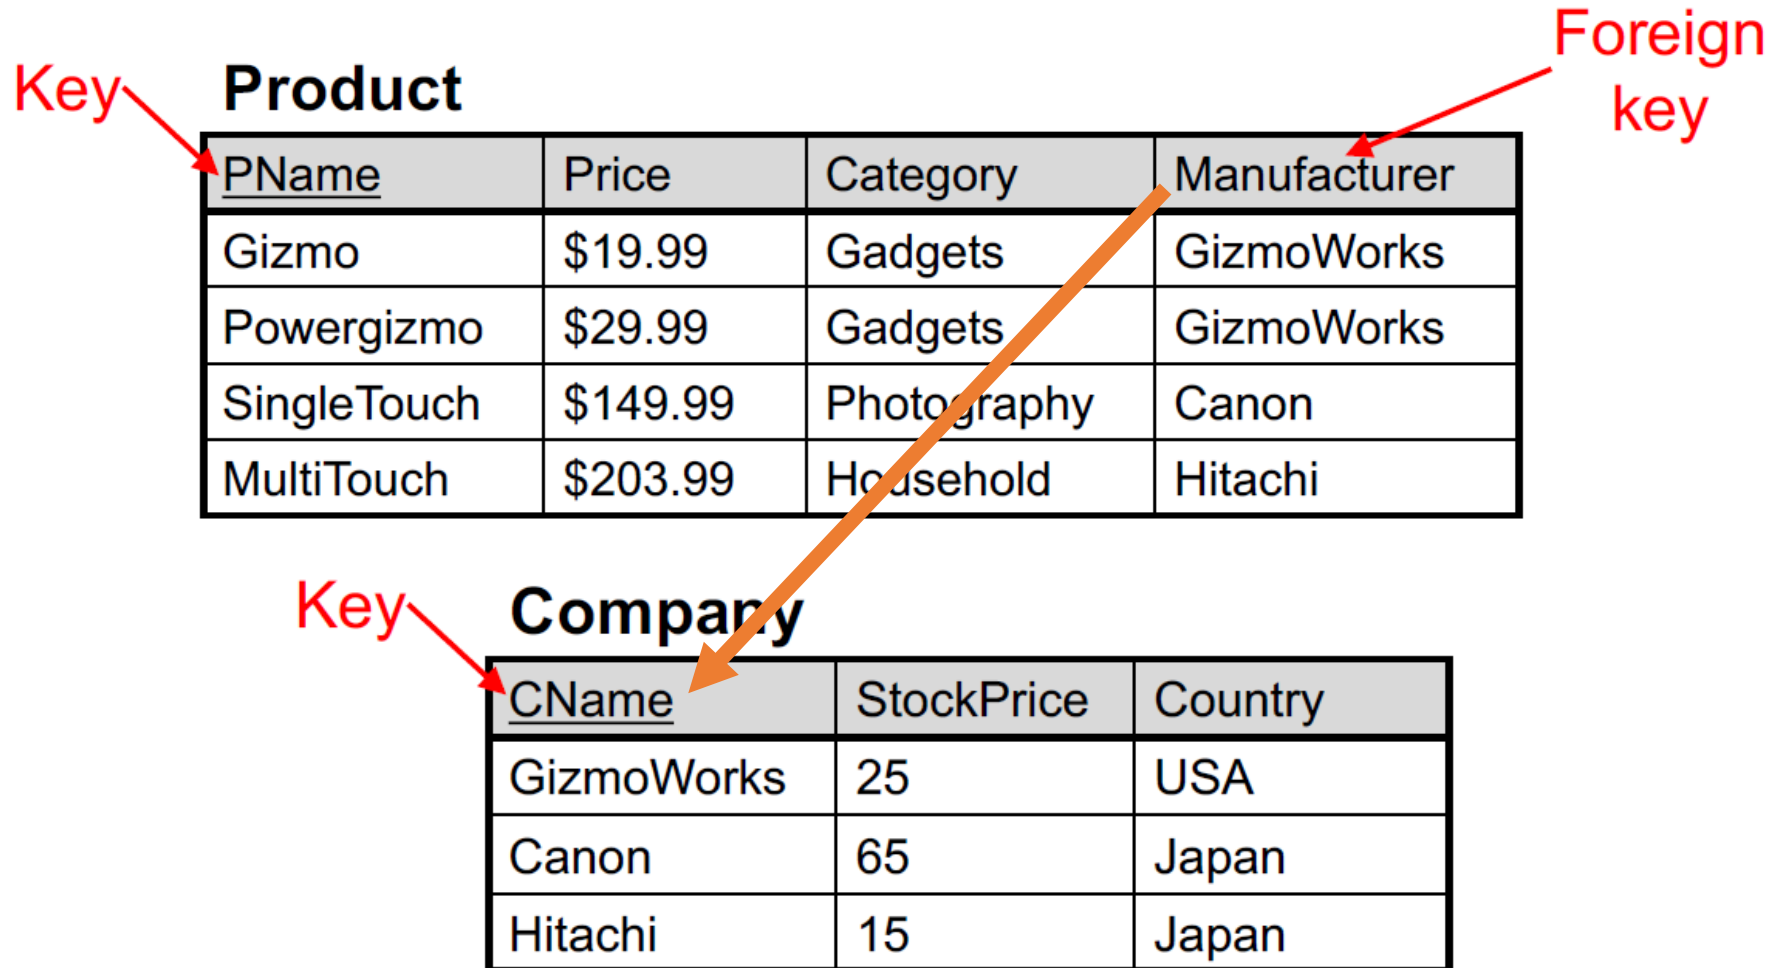 Foreign
key
Key
Product
PName Price Category Manufacturer
Gizmo $19.99 Gadgets GizmoWorks
Powergizmo $29.99 Gadgets GizmoWorks
SingleTouch $149.99 Photography Canon
MultiTouch $203.99 Household Hitachi
Key
Company
CName StockPrice Country
GizmoWorks 25 USA
Canon 65 Japan
Hitachi 15 Japan